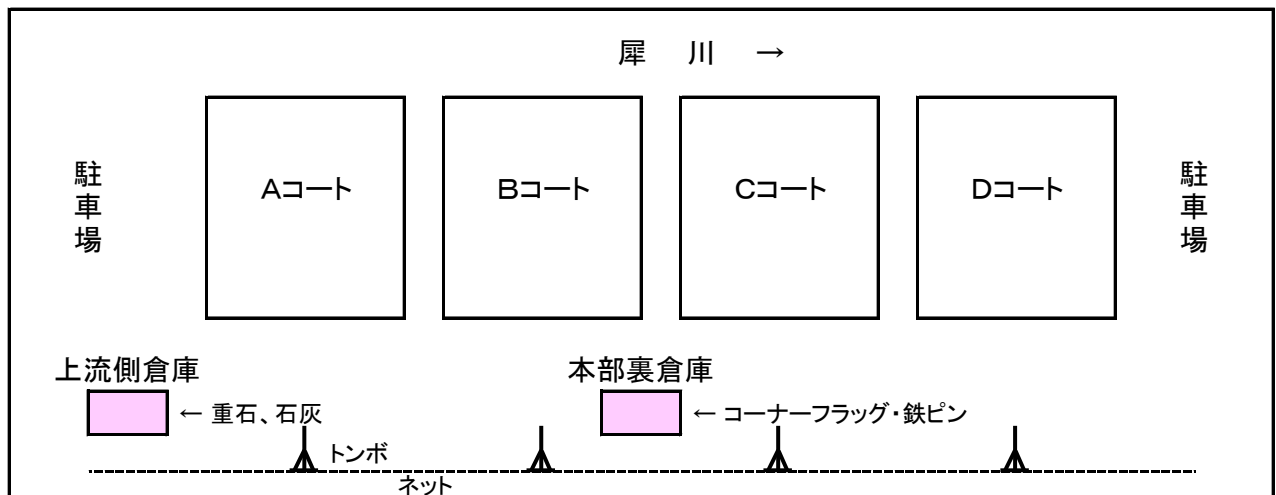 犀 川 →
駐車場
Aコート
Bコート
Cコート
Dコート
駐車場
上流側倉庫
← 重石、石灰
本部裏倉庫
← コーナーフラッグ・鉄ピン
トンボ
ネット